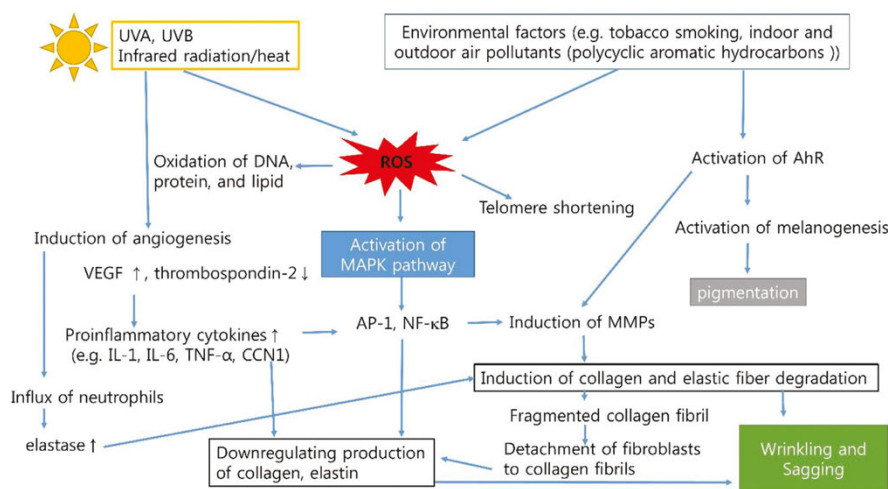 UVA, UVB
Infrared radiation/heat
Environmental factors (e.g. tobacco smoking, indoor and
outdoor air pollutants (polycyclic aromatic hydrocarbons ))
ROS
Oxidation of DNA,
protein, and lipid
Activation of AhR
Telomere shortening
Induction of angiogenesis
Activation of
MAPK pathway
Activation of melanogenesis
VEGF ↑, thrombospondin-2↓
pigmentation
Proinflammatory cytokines ↑
(e.g. IL-1, IL-6, TNF-α, CCN1)
AP-1, NF-κB
Induction of MMPs
Induction of collagen and elastic fiber degradation
Influx of neutrophils
Fragmented collagen fibril
elastase ↑
Downregulating production
of collagen, elastin
Detachment of fibroblasts
to collagen fibrils
Wrinkling and
Sagging